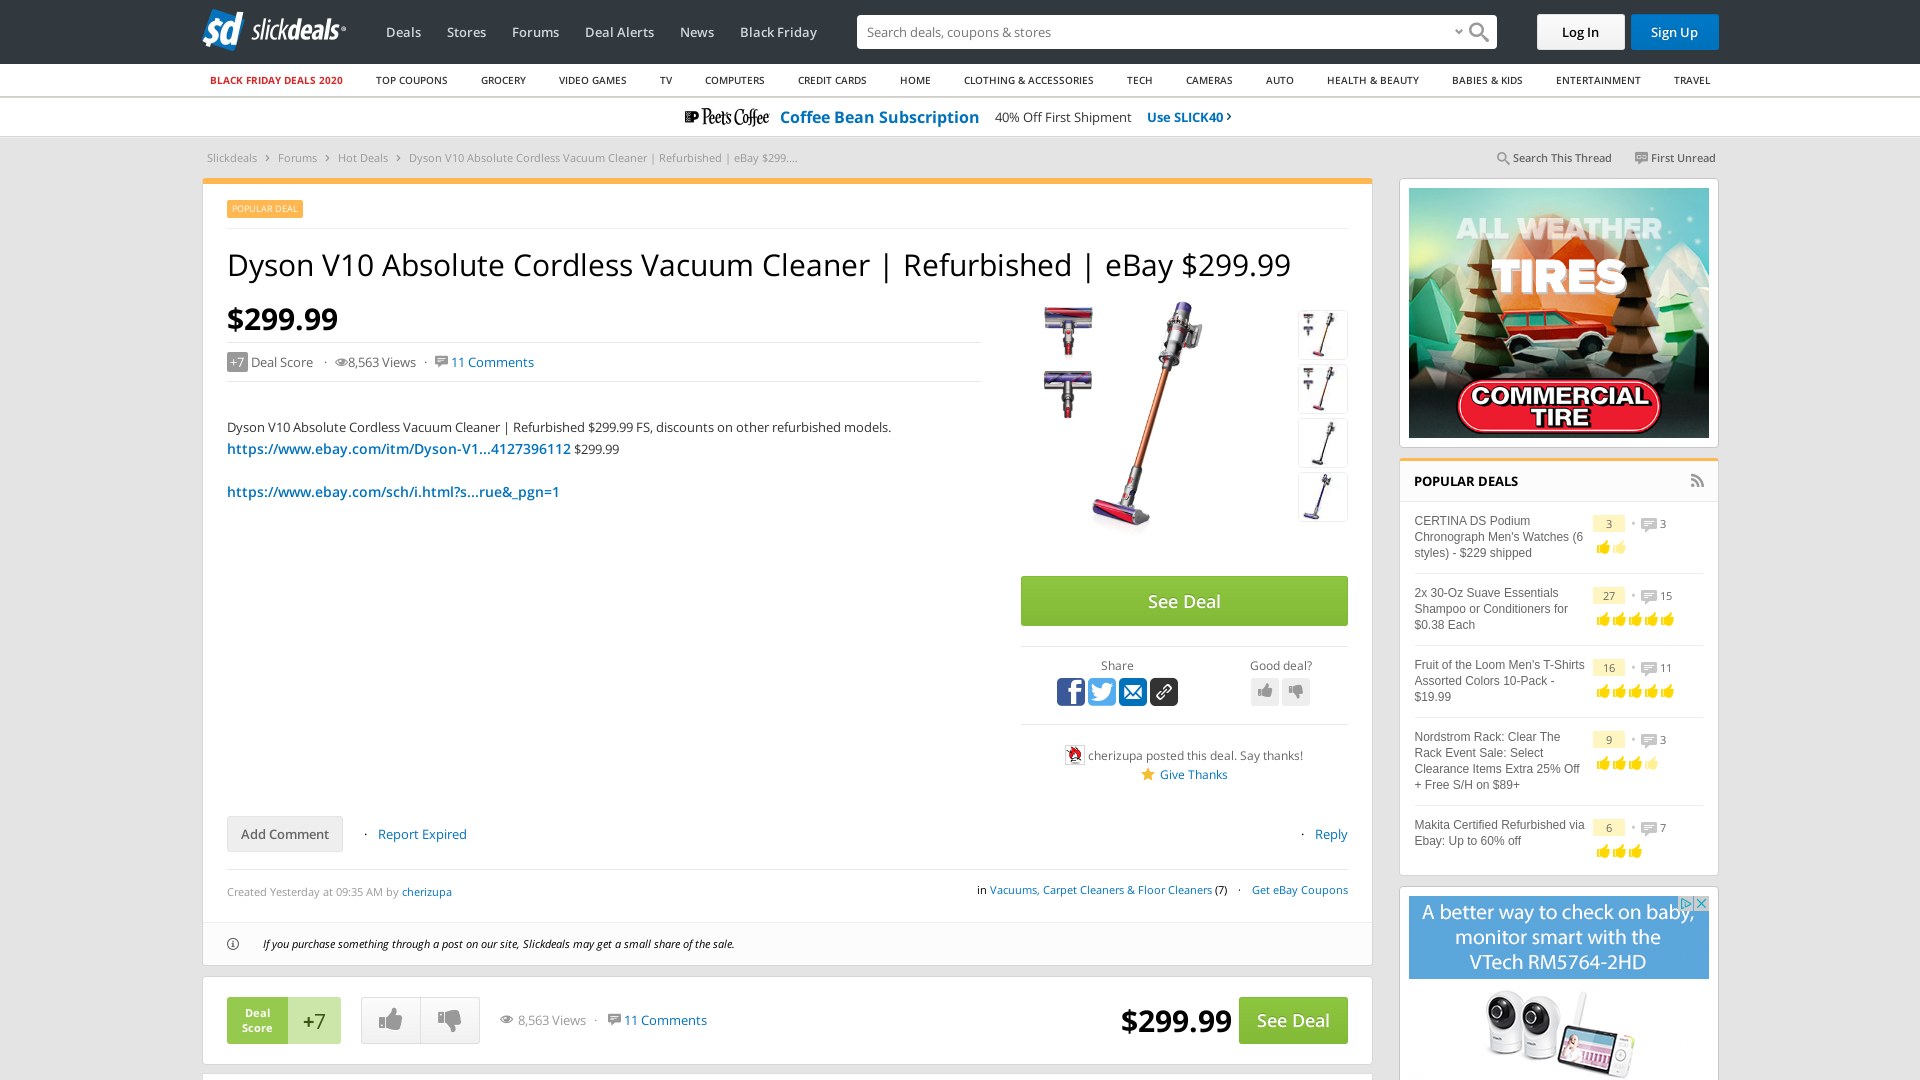 sd slickdeals
Deals Stores Forums Deal Alerts News Black Friday Search deals, coupons & stores Log In Sign Up
BLACK FRIDAY DEALS 2020 TOP COUPONS GROCERY VIDEO GAMES TV COMPUTERS CREDIT CARDS HOME CLOTHING & ACCESSORIES TECH CAMERAS AUTO HEALTH & BEAUTY BABIES & KIDS ENTERTAINMENT TRAVEL
Peet's Coffee Coffee Bean Subscription 40% Off First Shipment Use SLICK40 ›
Slickdeals › Forums › Hot Deals › Dyson V10 Absolute Cordless Vacuum Cleaner | Refurbished | eBay $299....
Search This Thread First Unread
POPULAR DEAL
Dyson V10 Absolute Cordless Vacuum Cleaner | Refurbished | eBay $299.99
$299.99
+7 Deal Score · 8,563 Views · 11 Comments
Dyson V10 Absolute Cordless Vacuum Cleaner | Refurbished $299.99 FS, discounts on other refurbished models.
https://www.ebay.com/itm/Dyson-V1...4127396112 $299.99
https://www.ebay.com/sch/i.html?s...rue&_pgn=1
See Deal
Share
Good deal?
cherizupa posted this deal. Say thanks!
Give Thanks
Add Comment · Report Expired · Reply
Created Yesterday at 09:35 AM by cherizupa
in Vacuums, Carpet Cleaners & Floor Cleaners (7) · Get eBay Coupons
If you purchase something through a post on our site, Slickdeals may get a small share of the sale.
Deal
Score
+7
8,563 Views · 11 Comments
$299.99 See Deal
ALL WEATHER
TIRES
COMMERCIAL
TIRE
POPULAR DEALS
CERTINA DS Podium
Chronograph Men's Watches (6
styles) - $229 shipped
3 • 3
2x 30-Oz Suave Essentials
Shampoo or Conditioners for
$0.38 Each
27 • 15
Fruit of the Loom Men's T-Shirts
Assorted Colors 10-Pack -
$19.99
16 • 11
Nordstrom Rack: Clear The
Rack Event Sale: Select
Clearance Items Extra 25% Off
+ Free S/H on $89+
9 • 3
Makita Certified Refurbished via
Ebay: Up to 60% off
6 • 7
A better way to check on baby,
monitor smart with the
VTech RM5764-2HD